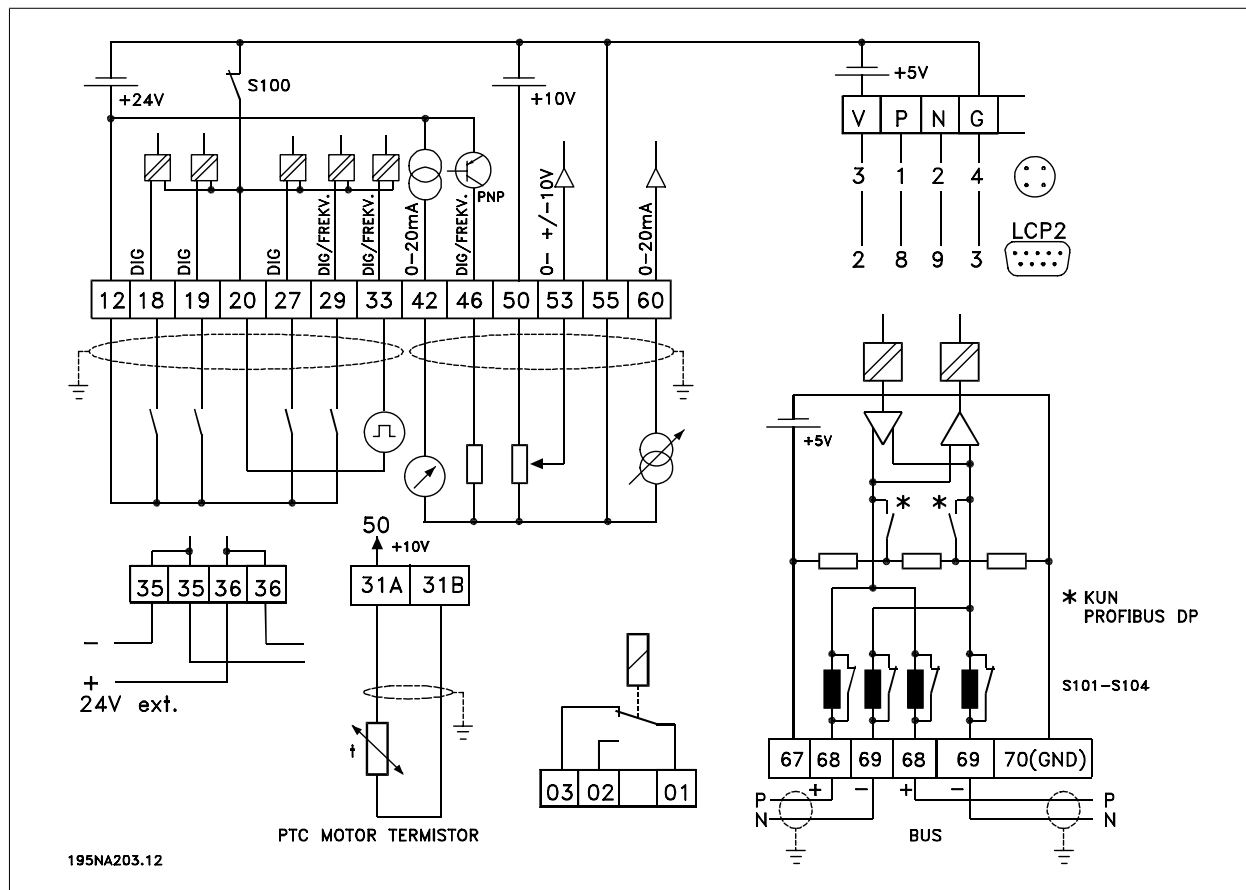 +5V
+24V
S100
+10V
V P N G
3 1 2 4
PNP
DIG
DIG
DIG
DIG/FREKV.
DIG/FREKV.
0-20mA
DIG/FREKV.
0- +/-10V
0-20mA
LCP2
2 8 9 3
12 18 19 20 27 29 33 42 46 50 53 55 60
+5V
* *
50
+10V
35 35 36 36
31A 31B
* KUN
PROFIBUS DP
-
+
24V ext.
S101-S104
t
67 68 69 68 69 70(GND)
03 02 01
+ - + -
P P
N N
PTC MOTOR TERMISTOR
BUS
195NA203.12